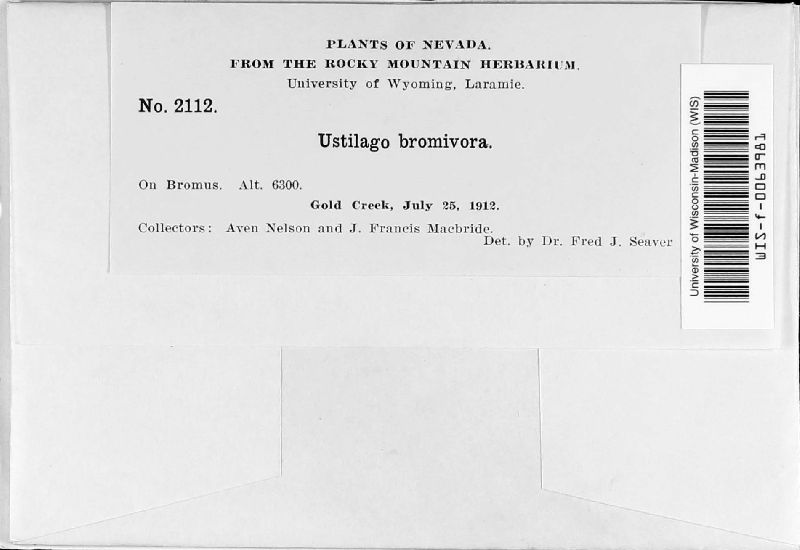 PLANTS OF NEVADA.
FROM THE ROCKY MOUNTAIN HERBARIUM.
University of Wyoming, Laramie.
No. 2112.
Ustilago bromivora.
On Bromus. Alt. 6300.
Gold Creek, July 25, 1912.
Collectors: Aven Nelson and J. Francis Macbride.
Det. by Dr. Fred J. Seaver
University of Wisconsin-Madison (WIS)
WIS-f-0093981